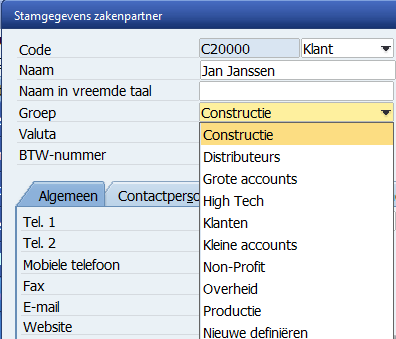 Stamgegevens zakenpartner
Code C20000 Klant
Naam Jan Janssen
Naam in vreemde taal
Groep Constructie
Valuta Constructie
BTW-nummer Distributeurs
Grote accounts
Algemeen Contactperso High Tech
Tel. 1 Klanten
Tel. 2 Kleine accounts
Mobiele telefoon Non-Profit
Fax Overheid
E-mail Productie
Website Nieuwe definiëren